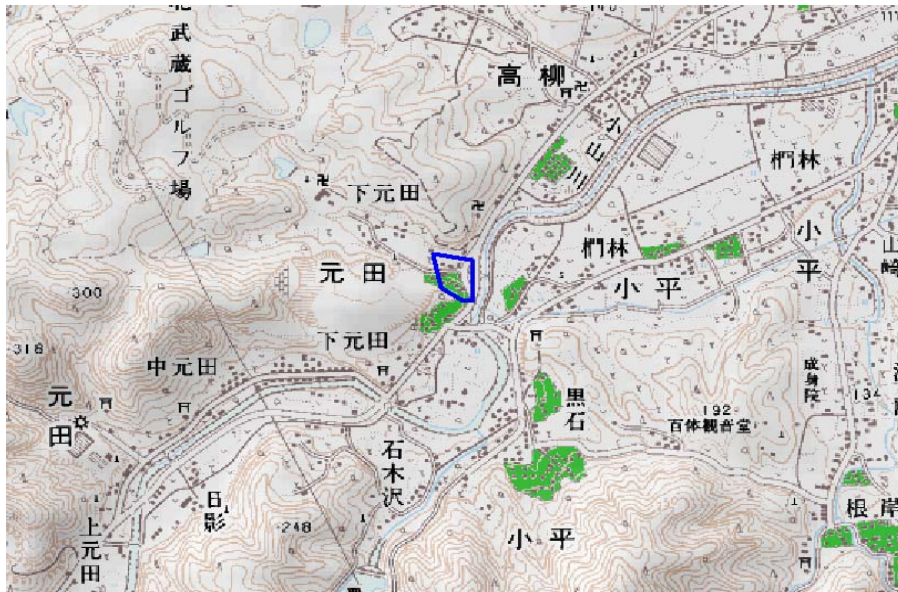 北武蔵ゴルフ場
高柳
小山川
椚林
下元田
椚林
小平
山崎
元田
小平
300
318
下元田
中元田
黒石
成身院
192
百体観音堂
134
元田
石木沢
日影
248
小平
根岸
上元田